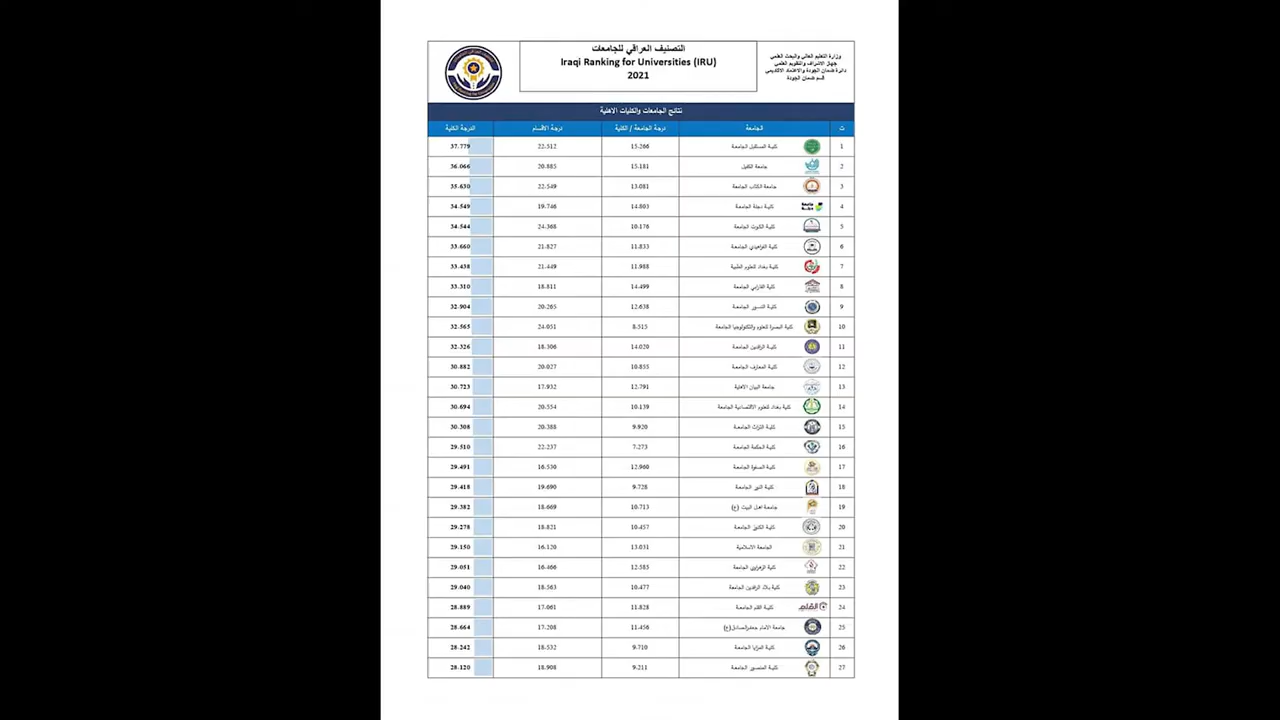 وزارة التعليم العالي والبحث العلمي
جهاز الاشراف والتقويم العلمي
دائرة ضمان الجودة والاعتماد الاكاديمي
قسم ضمان الجودة
التصنيف العراقي للجامعات
Iraqi Ranking for Universities (IRU)
2021
نتائج الجامعات والكليات الاهلية
ت الجامعة درجة الجامعة / الكلية درجة الاقسام الدرجة الكلية
1 كلية المستقبل الجامعة 15.266 22.512 37.779
2 جامعة الكفيل 15.181 20.885 36.066
3 جامعة الكتاب الجامعة 13.081 22.549 35.630
4 كلية دجلة الجامعة 14.803 19.746 34.549
5 كلية الكوت الجامعة 10.176 24.368 34.544
6 كلية الفراهيدي الجامعة 11.833 21.827 33.660
7 كلية بغداد للعلوم الطبية 11.988 21.449 33.438
8 كلية الفارابي الجامعة 14.499 18.811 33.310
9 كلية النسور الجامعة 12.638 20.265 32.904
10 كلية البصرة للعلوم والتكنولوجيا الجامعة 8.515 24.051 32.565
11 كلية الرافدين الجامعة 14.020 18.306 32.326
12 كلية المعارف الجامعة 10.855 20.027 30.882
13 جامعة البيان الاهلية 12.791 17.932 30.723
14 كلية بغداد للعلوم الاقتصادية الجامعة 10.139 20.554 30.694
15 كلية التراث الجامعة 9.920 20.388 30.308
16 كلية الحكمة الجامعة 7.273 22.237 29.510
17 كلية الصفوة الجامعة 12.960 16.530 29.491
18 كلية النور الجامعة 9.728 19.690 29.418
19 جامعة اهل البيت (ع) 10.713 18.669 29.382
20 كلية الكنوز الجامعة 10.457 18.821 29.278
21 الجامعة الاسلامية 13.031 16.120 29.150
22 كلية الزهراوي الجامعة 12.585 16.466 29.051
23 كلية بلاد الرافدين الجامعة 10.477 18.563 29.040
24 القلم كلية القلم الجامعة 11.828 17.061 28.889
25 جامعة الامام جعفر الصادق (ع) 11.456 17.208 28.664
26 كلية المزايا الجامعة 9.710 18.532 28.242
27 كلية المنصور الجامعة 9.211 18.908 28.120